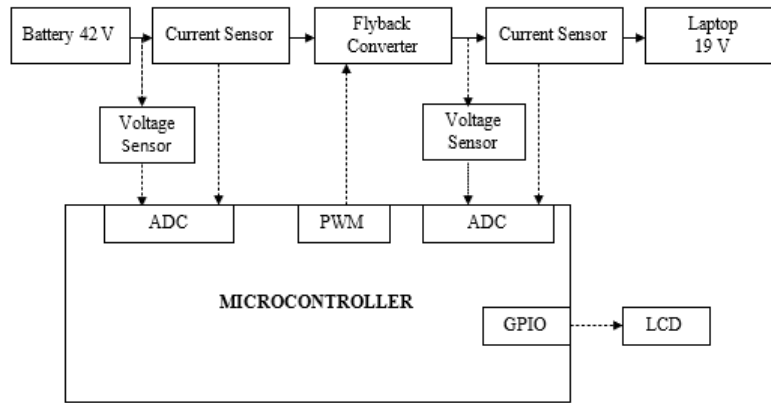 Battery 42 V
Current Sensor
Flyback
Converter
Current Sensor
Laptop
19 V
Voltage
Sensor
Voltage
Sensor
ADC
PWM
ADC
MICROCONTROLLER
GPIO
LCD